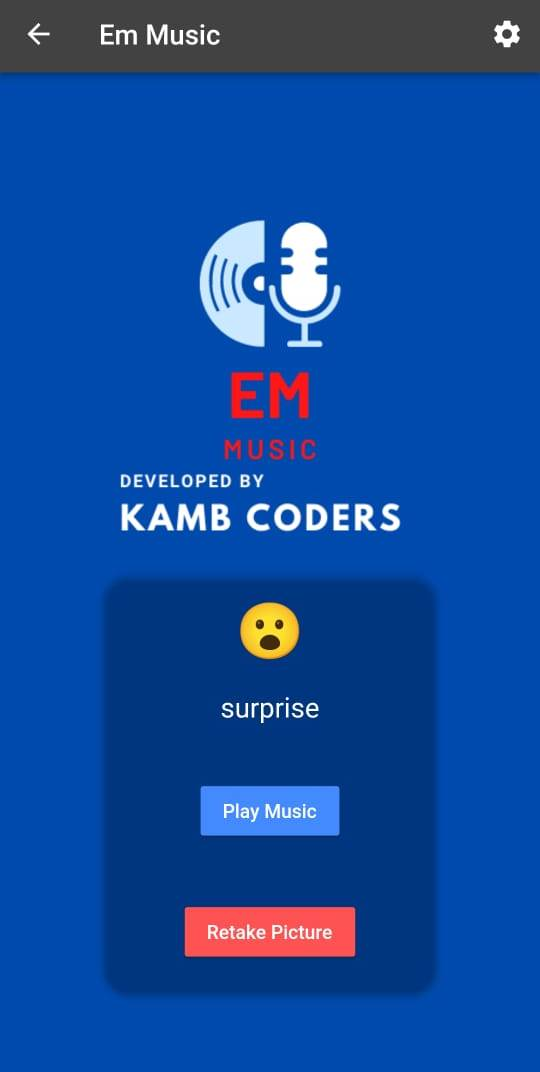 Em Music
EM
MUSIC
DEVELOPED BY
KAMB CODERS
surprise
Play Music
Retake Picture